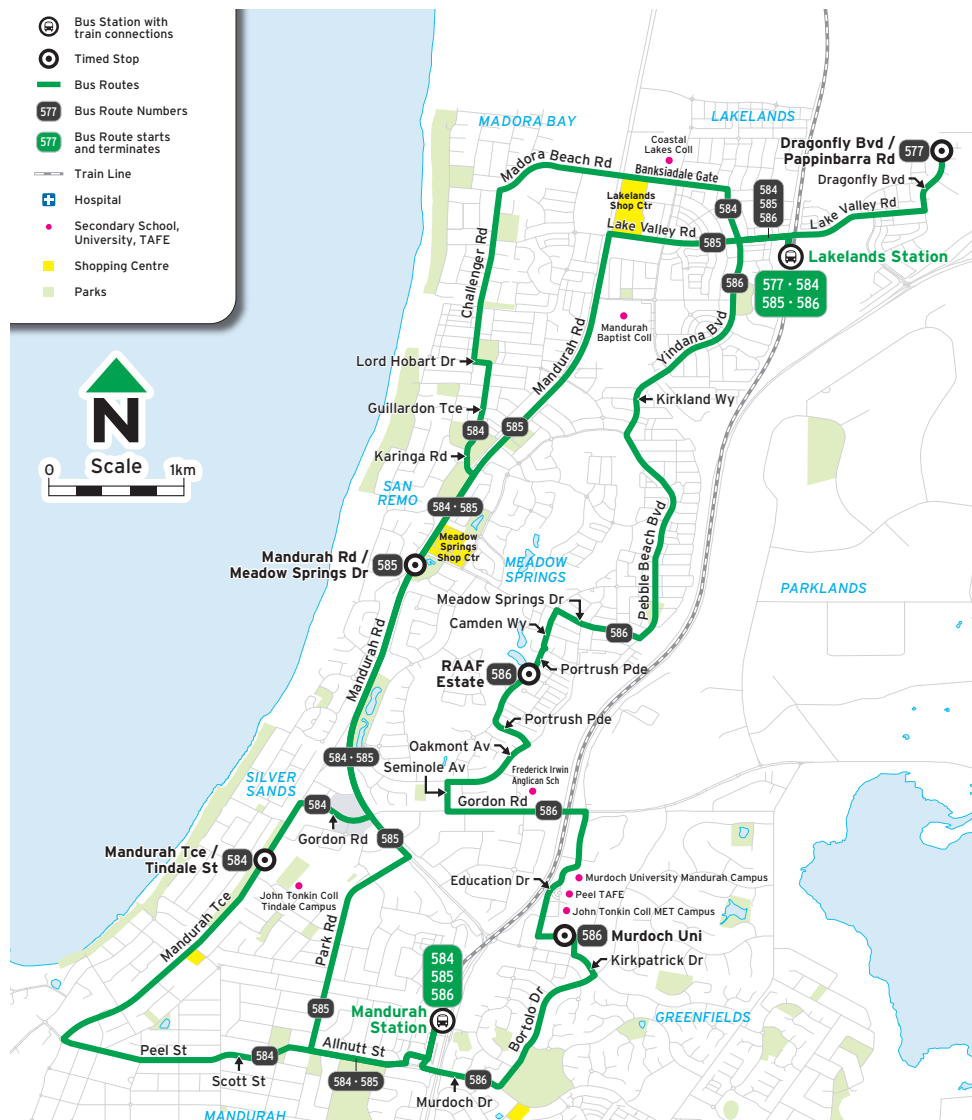 Bus Station with
train connections
Timed Stop
Bus Routes
577
Bus Route Numbers
577
Bus Route starts
and terminates
Train Line
Hospital
Secondary School,
University, TAFE
Shopping Centre
Parks
N
Scale
0
1km
MADORA BAY
LAKELANDS
Coastal
Lakes Coll
Madora Beach Rd
Banksiadale Gate
Dragonfly Bvd /
Pappinbarra Rd
577
Dragonfly Bvd
584
585
586
Lakelands
Shop Ctr
584
Lake Valley Rd
Lake Valley Rd
585
Lakelands Station
577 • 584
585 • 586
586
Challenger Rd
Mandurah Rd
Mandurah
Baptist Coll
Yindana Bvd
Lord Hobart Dr
Kirkland Wy
Guillardon Tce
584
585
Karinga Rd
SAN
REMO
584 • 585
Meadow
Springs
Shop Ctr
Mandurah Rd /
Meadow Springs Dr
585
MEADOW
SPRINGS
Pebble Beach Bvd
PARKLANDS
Meadow Springs Dr
Camden Wy
586
Mandurah Rd
RAAF
Estate
586
Portrush Pde
Portrush Pde
Oakmont Av
584 • 585
Seminole Av
Frederick Irwin
Anglican Sch
SILVER
SANDS
584
Gordon Rd
586
Gordon Rd
585
Mandurah Tce /
Tindale St
584
John Tonkin Coll
Tindale Campus
Education Dr
Murdoch University Mandurah Campus
Peel TAFE
John Tonkin Coll MET Campus
Mandurah Tce
Park Rd
586
Murdoch Uni
Kirkpatrick Dr
584
585
586
Mandurah
Station
585
Bortolo Dr
GREENFIELDS
Peel St
584
Allnutt St
Scott St
584 • 585
586
Murdoch Dr
MANDURAH